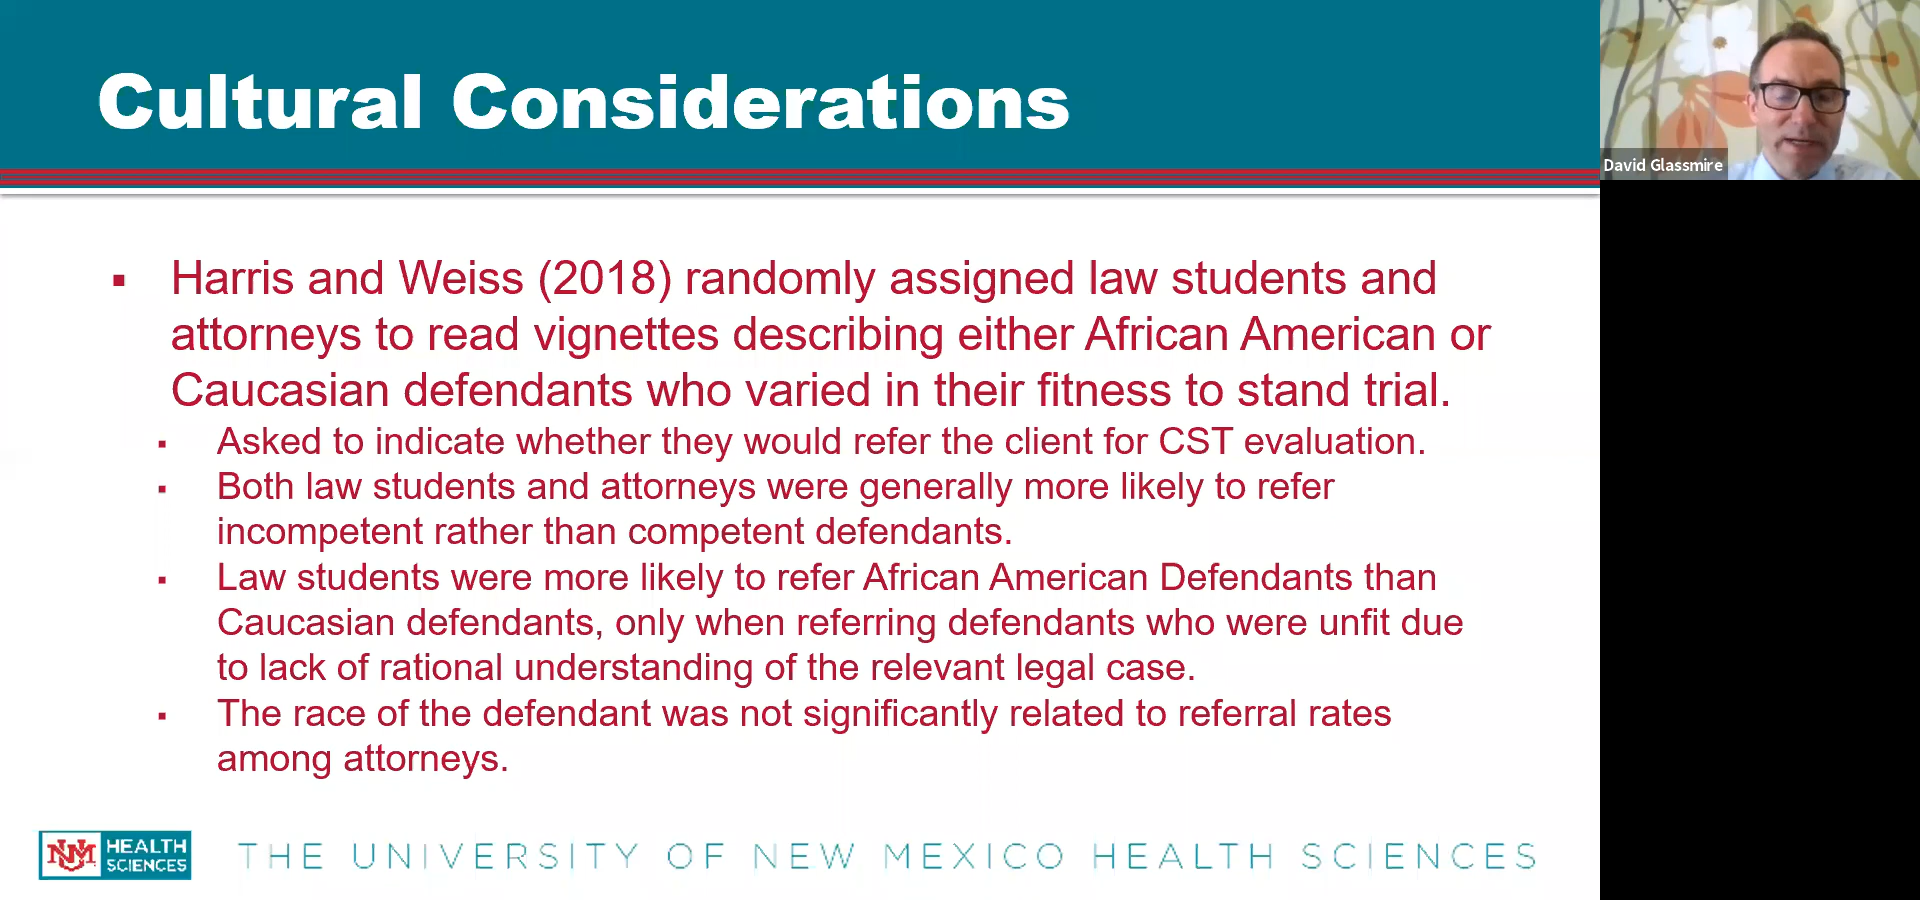 Cultural Considerations
David Glassmire
▪ Harris and Weiss (2018) randomly assigned law students and
attorneys to read vignettes describing either African American or
Caucasian defendants who varied in their fitness to stand trial.
▪ Asked to indicate whether they would refer the client for CST evaluation.
▪ Both law students and attorneys were generally more likely to refer
incompetent rather than competent defendants.
▪ Law students were more likely to refer African American Defendants than
Caucasian defendants, only when referring defendants who were unfit due
to lack of rational understanding of the relevant legal case.
▪ The race of the defendant was not significantly related to referral rates
among attorneys.
UNM HEALTH
SCIENCES
THE UNIVERSITY OF NEW MEXICO HEALTH SCIENCES